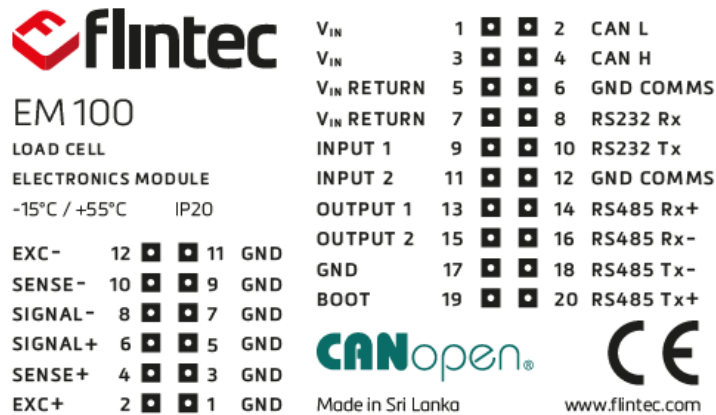 flintec
EM 100
LOAD CELL
ELECTRONICS MODULE
-15°C / +55°C IP20
EXC- 12 11 GND
SENSE- 10 9 GND
SIGNAL- 8 7 GND
SIGNAL+ 6 5 GND
SENSE+ 4 3 GND
EXC+ 2 1 GND
VIN 1 2 CAN L
VIN 3 4 CAN H
VIN RETURN 5 6 GND COMMS
VIN RETURN 7 8 RS232 Rx
INPUT 1 9 10 RS232 Tx
INPUT 2 11 12 GND COMMS
OUTPUT 1 13 14 RS485 Rx+
OUTPUT 2 15 16 RS485 Rx-
GND 17 18 RS485 Tx-
BOOT 19 20 RS485 Tx+
CANopen®
CE
Made in Sri Lanka www.flintec.com